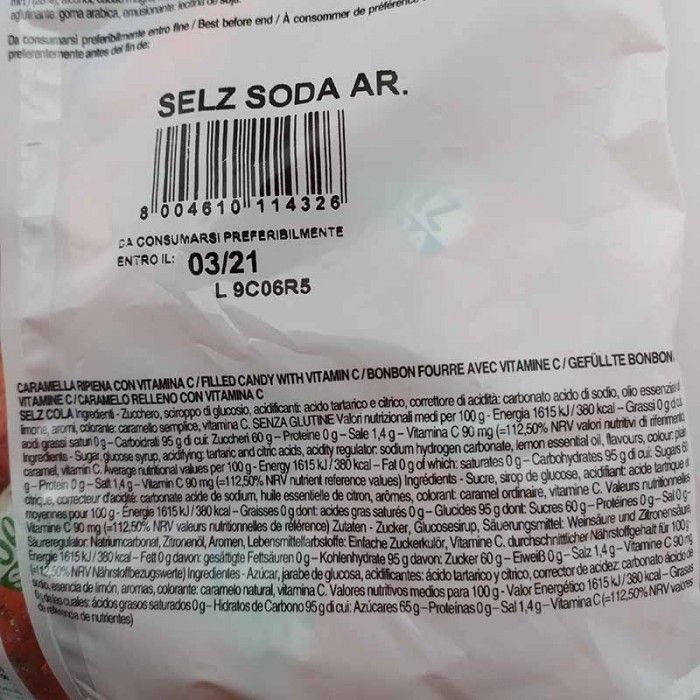 agglutinante: goma arabica, emulsionante: lecitina de soja.
Da consumarsi preferibilmente entro fine / Best before end / À consommer de préférence
preferentemente antes del fin de:
SELZ SODA AR.
8 004610 114326
DA CONSUMARSI PREFERIBILMENTE
ENTRO IL: 03/21
L 9C06R5
CARAMELLA RIPIENA CON VITAMINA C / FILLED CANDY WITH VITAMIN C / BONBON FOURRE AVEC VITAMINE C / GEFÜLLTE BONBON
VITAMINE C / CARAMELO RELLENO CON VITAMINA C
SELZ COLA Ingredienti - Zucchero, sciroppo di glucosio, acidificanti: acido tartarico e citrico, correttore di acidità: carbonato acido di sodio, olio essenziale
limone, aromi, colorante: caramello semplice, vitamina C. SENZA GLUTINE Valori nutrizionali medi per 100 g - Energia 1615 kJ / 380 kcal - Grassi 0 g di cui:
acidi grassi saturi 0 g - Carboidrati 95 g di cui: Zuccheri 60 g - Proteine 0 g - Sale 1,4 g - Vitamina C 90 mg (=112,50% NRV valori nutritivi di riferimento)
Ingredients - Sugar, glucose syrup, acidifying: tartaric and citric acids, acidity regulator: sodium hydrogen carbonate, lemon essential oil, flavours, colour: plain
caramel, vitamin C. Average nutritional values per 100 g - Energy 1615 kJ / 380 kcal - Fat 0 g of which: saturates 0 g - Carbohydrates 95 g di cui: Sugars 6
g - Protein 0 g - Salt 1,4 g - Vitamin C 90 mg (=112,50% NRV nutrient reference values) Ingrédients - Sucre, sirop de glucose, acidifiant: acide tartrique et
citrique, correcteur d'acidité: carbonate acide de sodium, huile essentielle de citron, arômes, colorant: caramel ordinaire, vitamine C. Valeurs nutritionnelles
moyennes pour 100 g - Energie 1615 kJ / 380 kcal - Graisses 0 g dont: acides gras saturés 0 g - Glucides 95 g dont: Sucres 60 g - Protéines 0 g - Sel 0 g
Vitamine C 90 mg (=112,50% NRV valeurs nutritionnelles de référence) Zutaten - Zucker, Glucosesirup, Säuerungsmittel: Weinsäure und Zitronensäure
Säureregulator: Natriumcarbonat, Zitronenöl, Aromen, Lebensmittelfarbstoffe: Einfache Zuckerkulör, Vitamine C. durchschnittlicher Nährstoffgehalt für 100 g
Energie 1615 kJ / 380 kcal - Fett 0 g davon: gesättigte Fettsäuren 0 g - Kohlenhydrate 95 g davon: Zucker 60 g - Eiweiß 0 g - Salz 1,4 g - Vitamine C 90 mg
(=112,50% NRV Nährstoffbezugswerte) Ingredientes - Azúcar, jarabe de glucosa, acidificantes: ácido tartárico y cítrico, corrector de acidez: carbonato ácido de
sodio, esencia de limón, aromas, colorante: caramelo natural, vitamina C. Valores nutritivos medios para 100 g - Valor Energético 1615 kJ / 380 kcal - Grasas
0 g de las cuales: ácidos grasos saturados 0 g - Hidratos de Carbono 95 g di cui: Azúcares 65 g - Proteínas 0 g - Sal 1,4 g - Vitamina C (=112,50% NRV valores
de referencia de nutrientes)